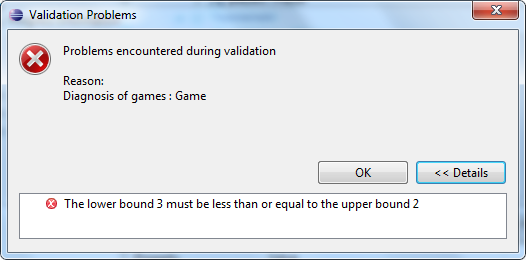 Validation Problems
Problems encountered during validation
Reason:
Diagnosis of games : Game
OK
<< Details
The lower bound 3 must be less than or equal to the upper bound 2